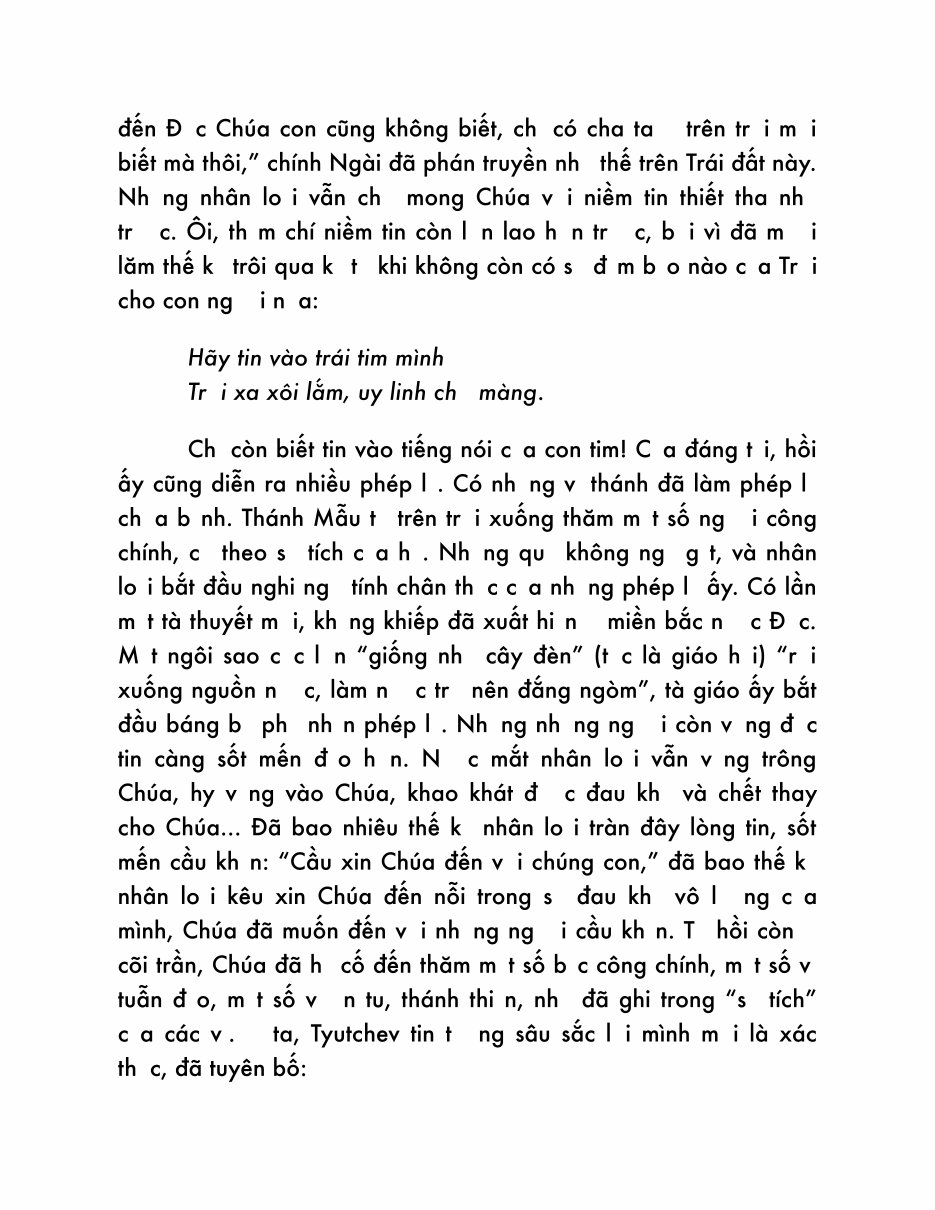 đến Đ c Chúa con cũng không biết, ch có cha ta trên tr i m i
biết mà thôi,” chính Ngài đã phán truyền nh thế trên Trái đất này.
Nh ng nhân lo i vẫn ch mong Chúa v i niềm tin thiết tha nh
tr c. Ôi, th m chí niềm tin còn l n lao h n tr c, b i vì đã m i
lăm thế k trôi qua k t khi không còn có s đ m b o nào c a Tr i
cho con ng i n a:
Hãy tin vào trái tim mình
Tr i xa xôi lắm, uy linh ch màng.
Ch còn biết tin vào tiếng nói c a con tim! C a đáng t i, hồi
ấy cũng diễn ra nhiều phép l . Có nh ng v thánh đã làm phép l
ch a b nh. Thánh Mẫu t trên tr i xuống thăm m t số ng i công
chính, c theo s tích c a h . Nh ng qu không ng g t, và nhân
lo i bắt đầu nghi ng tính chân th c c a nh ng phép l ấy. Có lần
m t tà thuyết m i, kh ng khiếp đã xuất hi n miền bắc n c Đ c.
M t ngôi sao c c l n “giống nh cây đèn” (t c là giáo h i) “r i
xuống nguồn n c, làm n c tr nên đắng ngòm”, tà giáo ấy bắt
đầu báng b ph nh n phép l . Nh ng nh ng ng i còn v ng đ c
tin càng sốt mến đ o h n. N c mắt nhân lo i vẫn v ng trông
Chúa, hy v ng vào Chúa, khao khát đ c đau kh và chết thay
cho Chúa... Đã bao nhiêu thế k nhân lo i tràn đây lòng tin, sốt
mến cầu kh n: “Cầu xin Chúa đến v i chúng con,” đã bao thế k
nhân lo i kêu xin Chúa đến nỗi trong s đau kh vô l ng c a
mình, Chúa đã muốn đến v i nh ng ng i cầu kh n. T hồi còn
cõi trần, Chúa đã h cố đến thăm m t số b c công chính, m t số v
tuẫn đ o, m t số v n tu, thánh thi n, nh đã ghi trong “s tích”
c a các v . ta, Tyutchev tin t ng sâu sắc l i mình m i là xác
th c, đã tuyên bố: